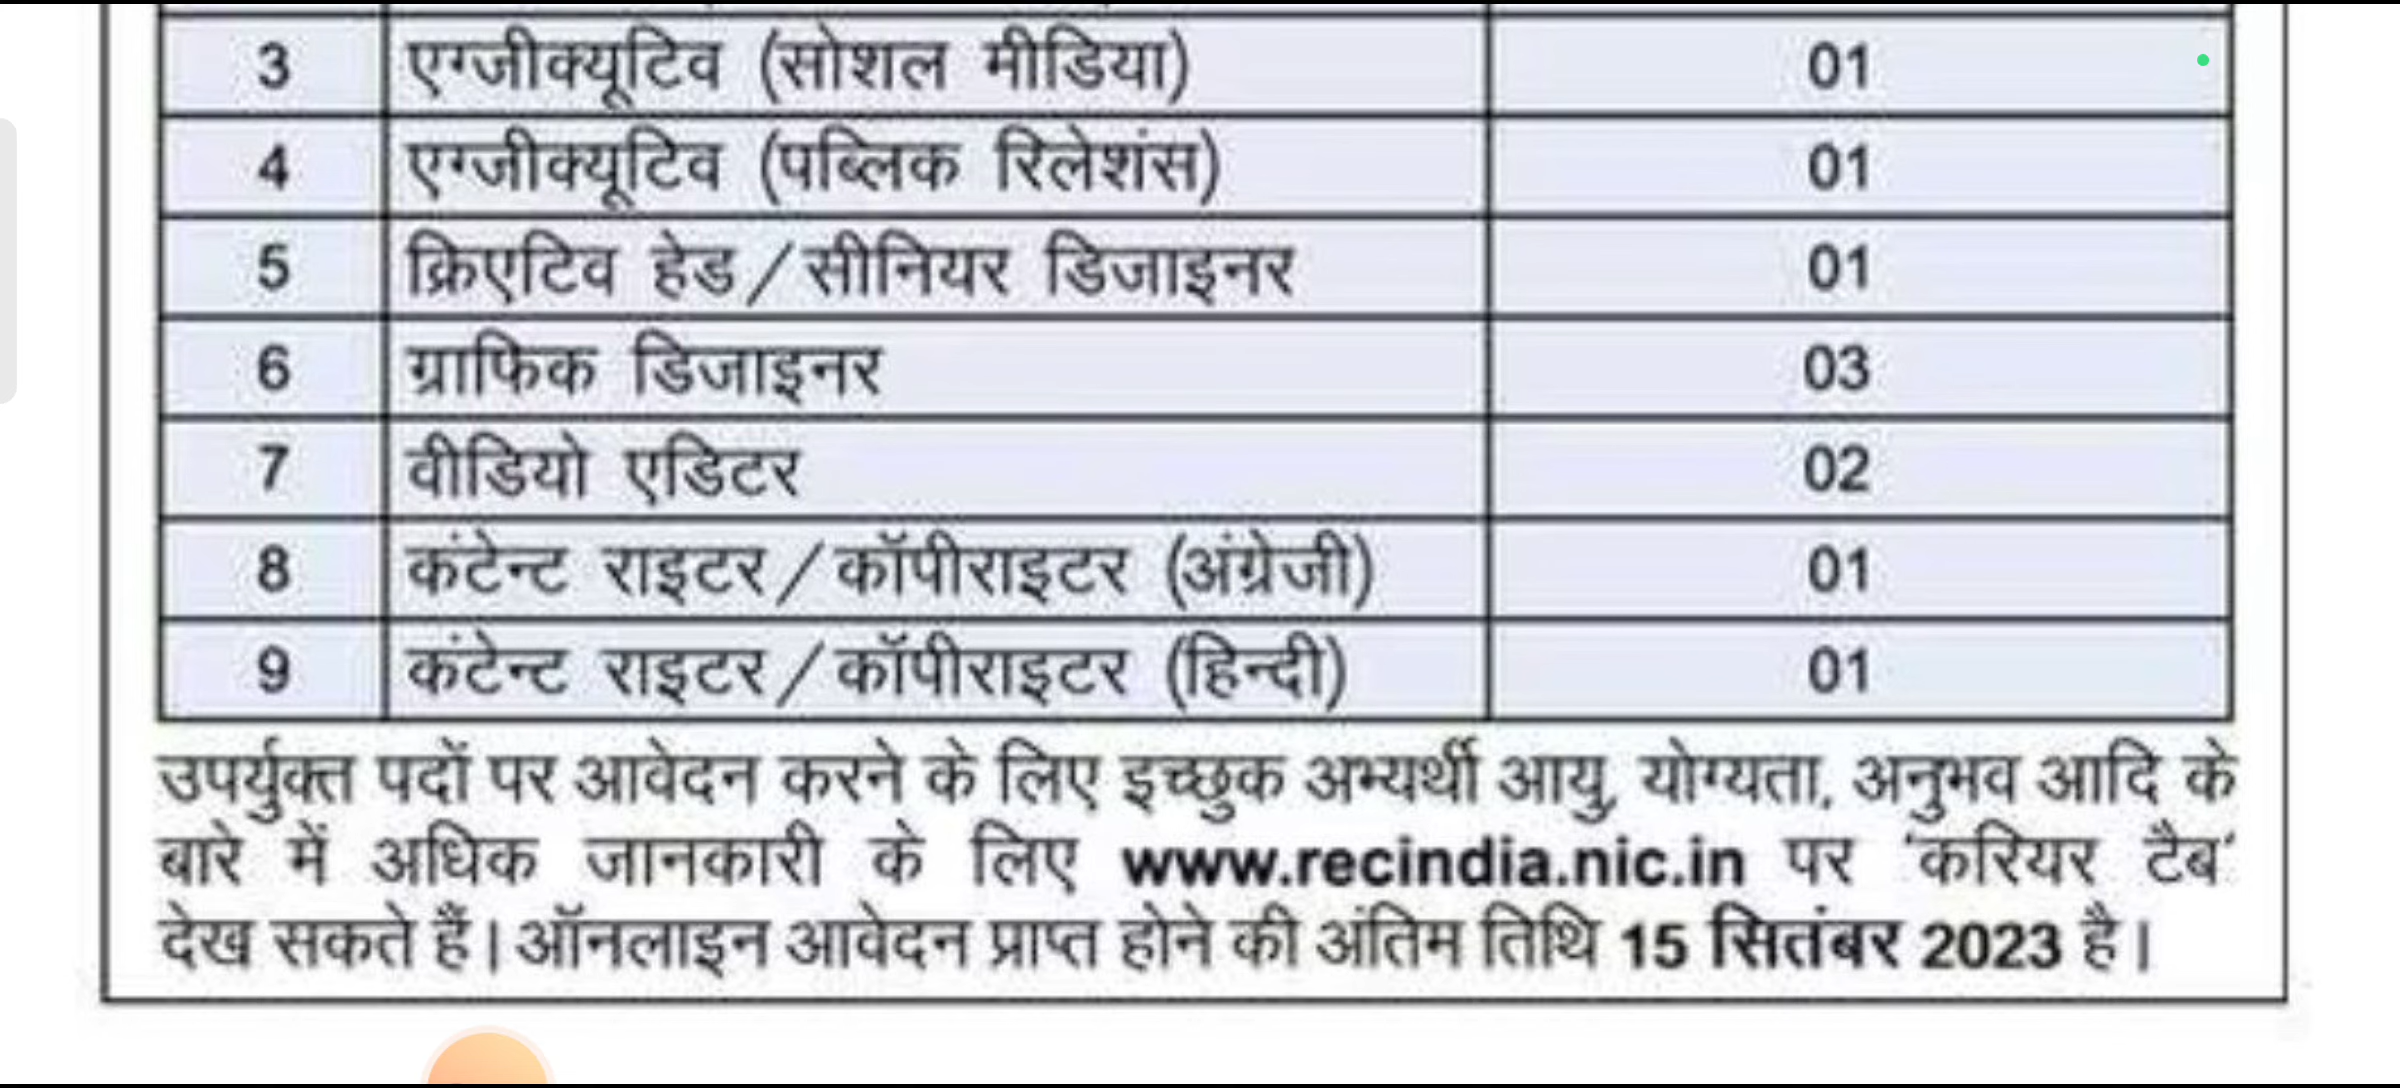 3 एग्जीक्यूटिव (सोशल मीडिया) 01
4 एग्जीक्यूटिव (पब्लिक रिलेशंस) 01
5 क्रिएटिव हेड/सीनियर डिजाइनर 01
6 ग्राफिक डिजाइनर 03
7 वीडियो एडिटर 02
8 कंटेन्ट राइटर/कॉपीराइटर (अंग्रेजी) 01
9 कंटेन्ट राइटर/कॉपीराइटर (हिन्दी) 01
उपर्युक्त पदों पर आवेदन करने के लिए इच्छुक अभ्यर्थी आयु, योग्यता, अनुभव आदि के
बारे में अधिक जानकारी के लिए www.recindia.nic.in पर 'करियर टैब'
देख सकते हैं। ऑनलाइन आवेदन प्राप्त होने की अंतिम तिथि 15 सितंबर 2023 है।